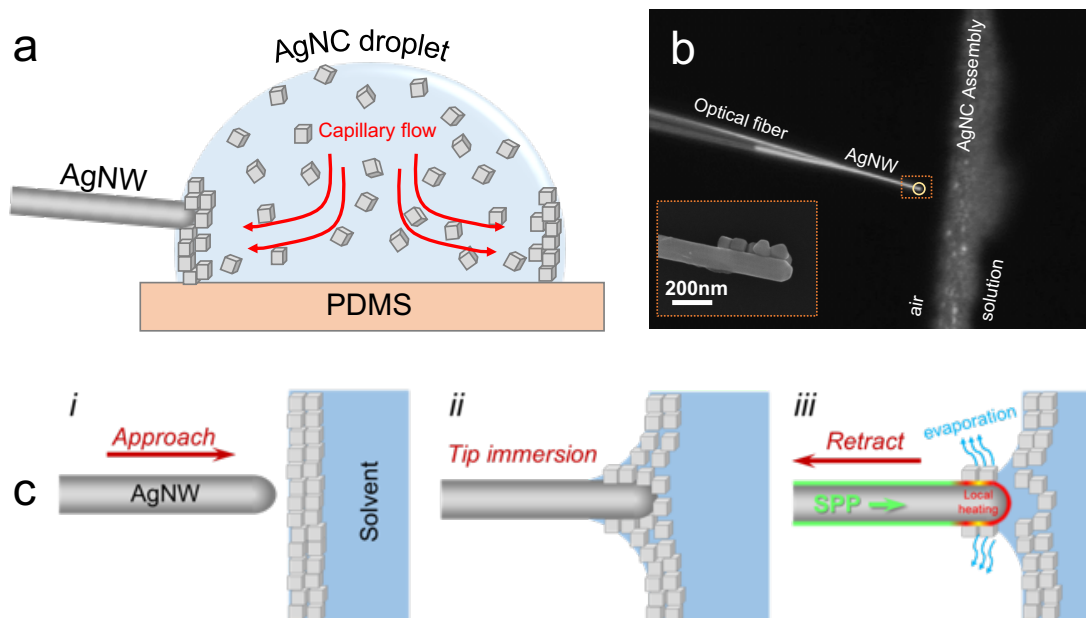 a
AgNC droplet
Capillary flow
AgNW
PDMS
b
Optical fiber
AgNW
AgNC Assembly
200nm
air
solution
c
i
Approach
AgNW
Solvent
ii
Tip immersion
iii
evaporation
Retract
SPP
Local
heating